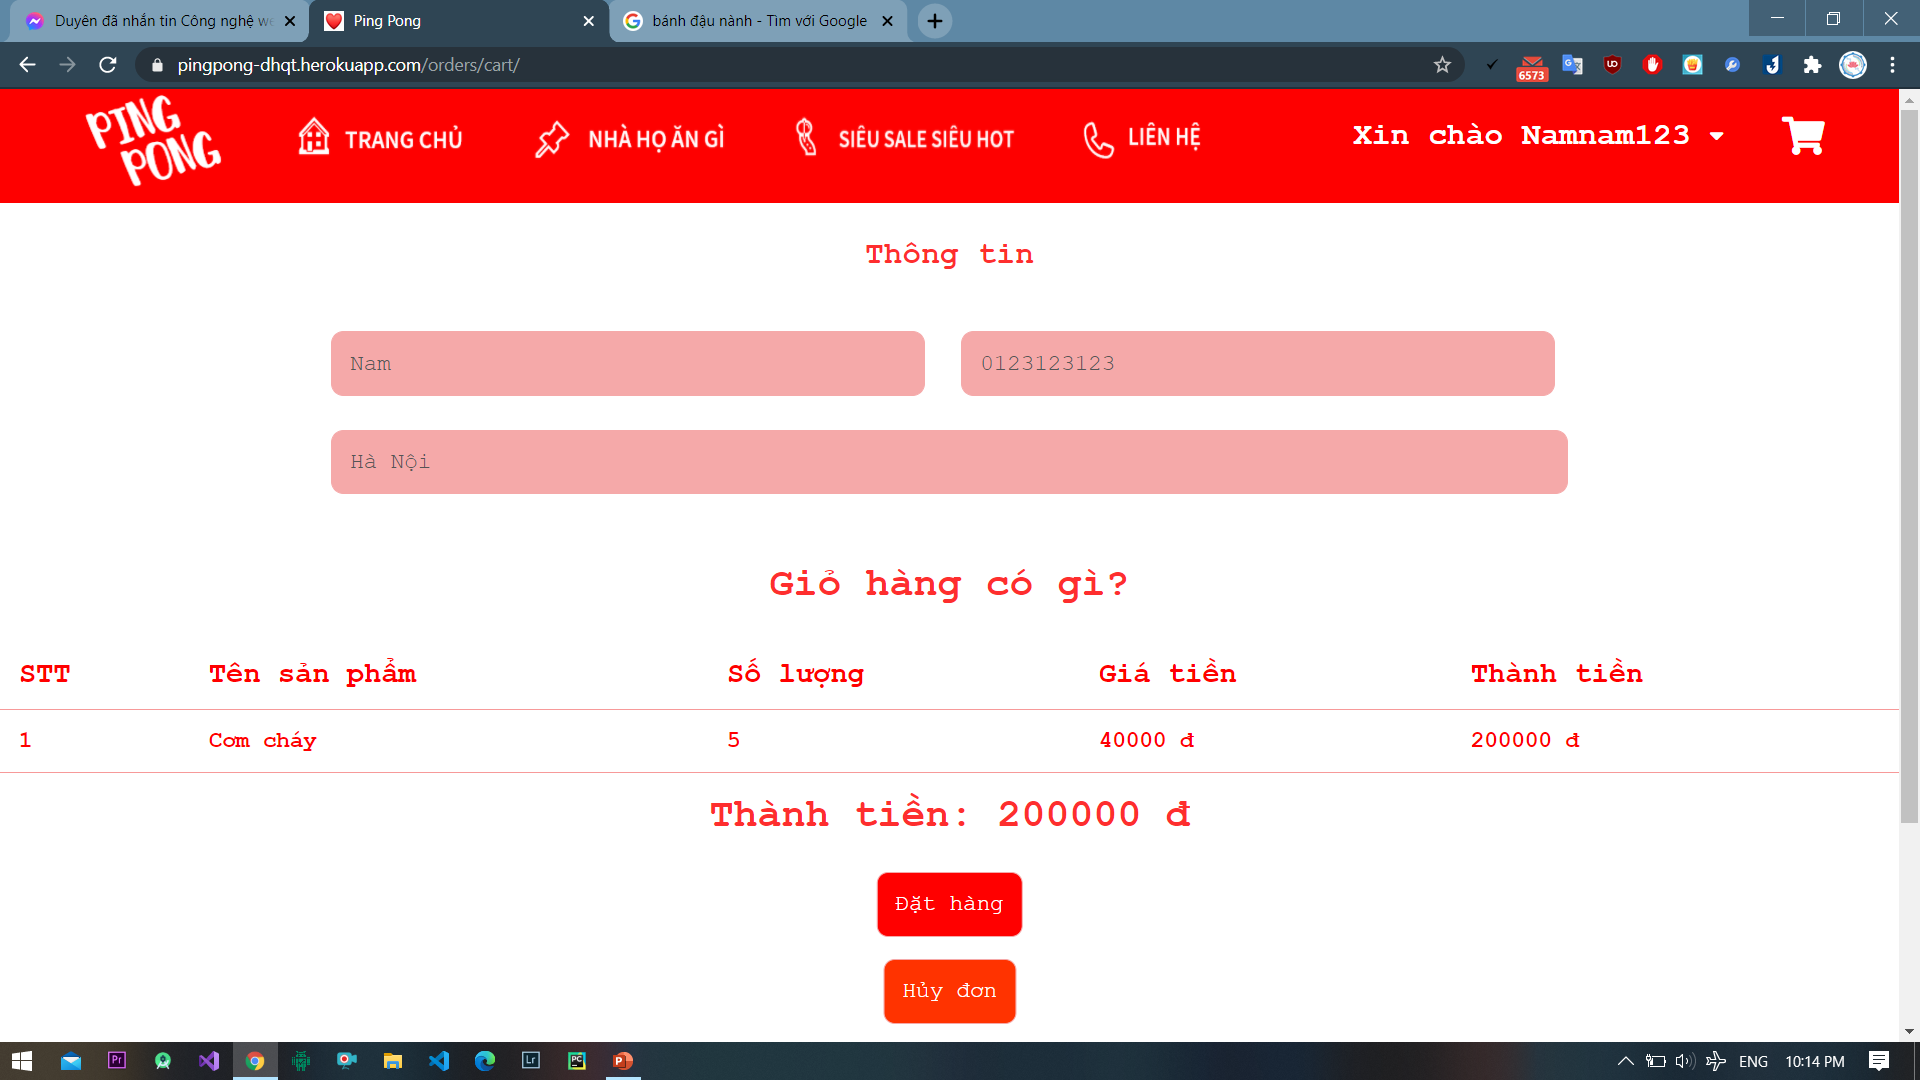 Duyên đã nhắn tin Công nghệ we
Ping Pong
bánh đậu nành - Tìm với Google
pingpong-dhqt.herokuapp.com/orders/cart/
6573
PING
PONG
TRANG CHỦ
NHÀ HỌ ĂN GÌ
SIÊU SALE SIÊU HOT
LIÊN HỆ
Xin chào Namnam123
Thông tin
Nam
0123123123
Hà Nội
Giỏ hàng có gì?
STT Tên sản phẩm Số lượng Giá tiền Thành tiền
1 Cơm cháy 5 40000 đ 200000 đ
Thành tiền: 200000 đ
Đặt hàng
Hủy đơn
ENG
10:14 PM